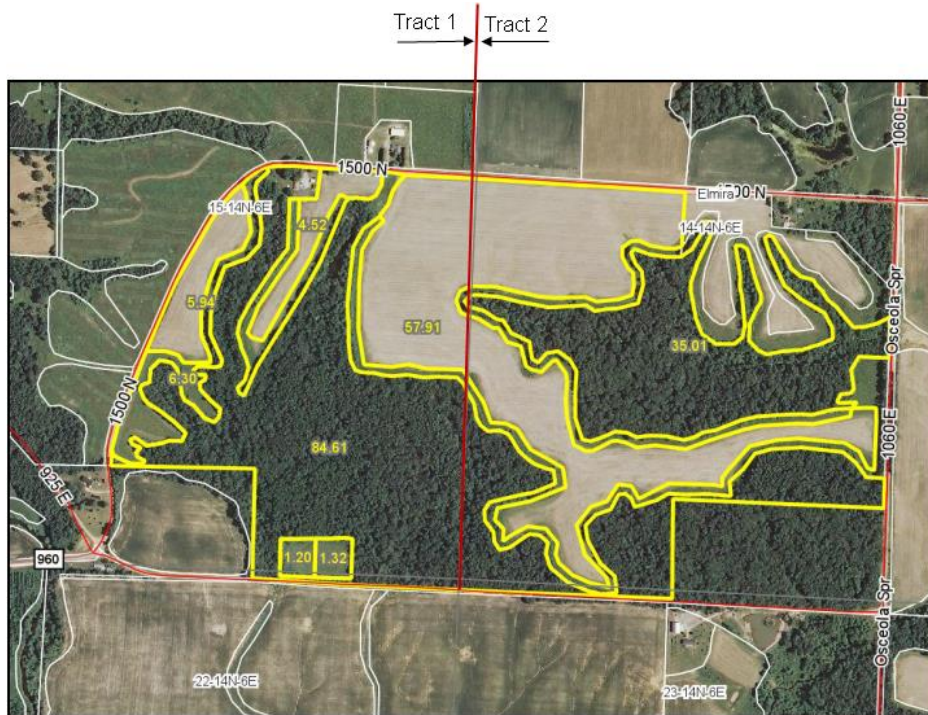 Tract 1 Tract 2
1500 N
1060 E
15-14N-6E
Elmira
1500 N
4.52
14-14N-6E
5.94
57.91
35.01
Osceola Spr
6.30
1500 N
84.61
1060 E
925 E
960
1.20
1.32
Osceola Spr
22-14N-6E
23-14N-6E